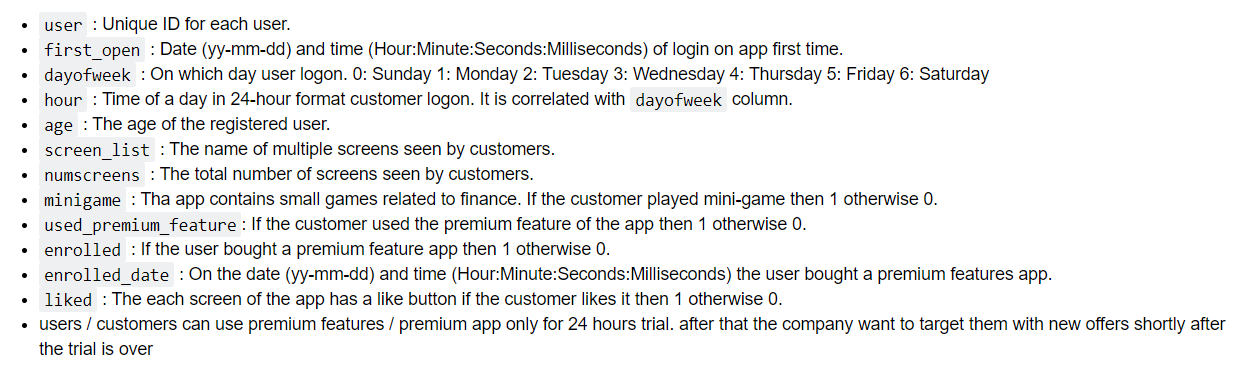 user : Unique ID for each user.
first_open : Date (yy-mm-dd) and time (Hour:Minute:Seconds:Milliseconds) of login on app first time.
dayofweek : On which day user logon. 0: Sunday 1: Monday 2: Tuesday 3: Wednesday 4: Thursday 5: Friday 6: Saturday
hour : Time of a day in 24-hour format customer logon. It is correlated with dayofweek column.
age : The age of the registered user.
screen_list : The name of multiple screens seen by customers.
numscreens : The total number of screens seen by customers.
minigame : Tha app contains small games related to finance. If the customer played mini-game then 1 otherwise 0.
used_premium_feature : If the customer used the premium feature of the app then 1 otherwise 0.
enrolled : If the user bought a premium feature app then 1 otherwise 0.
enrolled_date : On the date (yy-mm-dd) and time (Hour:Minute:Seconds:Milliseconds) the user bought a premium features app.
liked : The each screen of the app has a like button if the customer likes it then 1 otherwise 0.
users / customers can use premium features / premium app only for 24 hours trial. after that the company want to target them with new offers shortly after
the trial is over